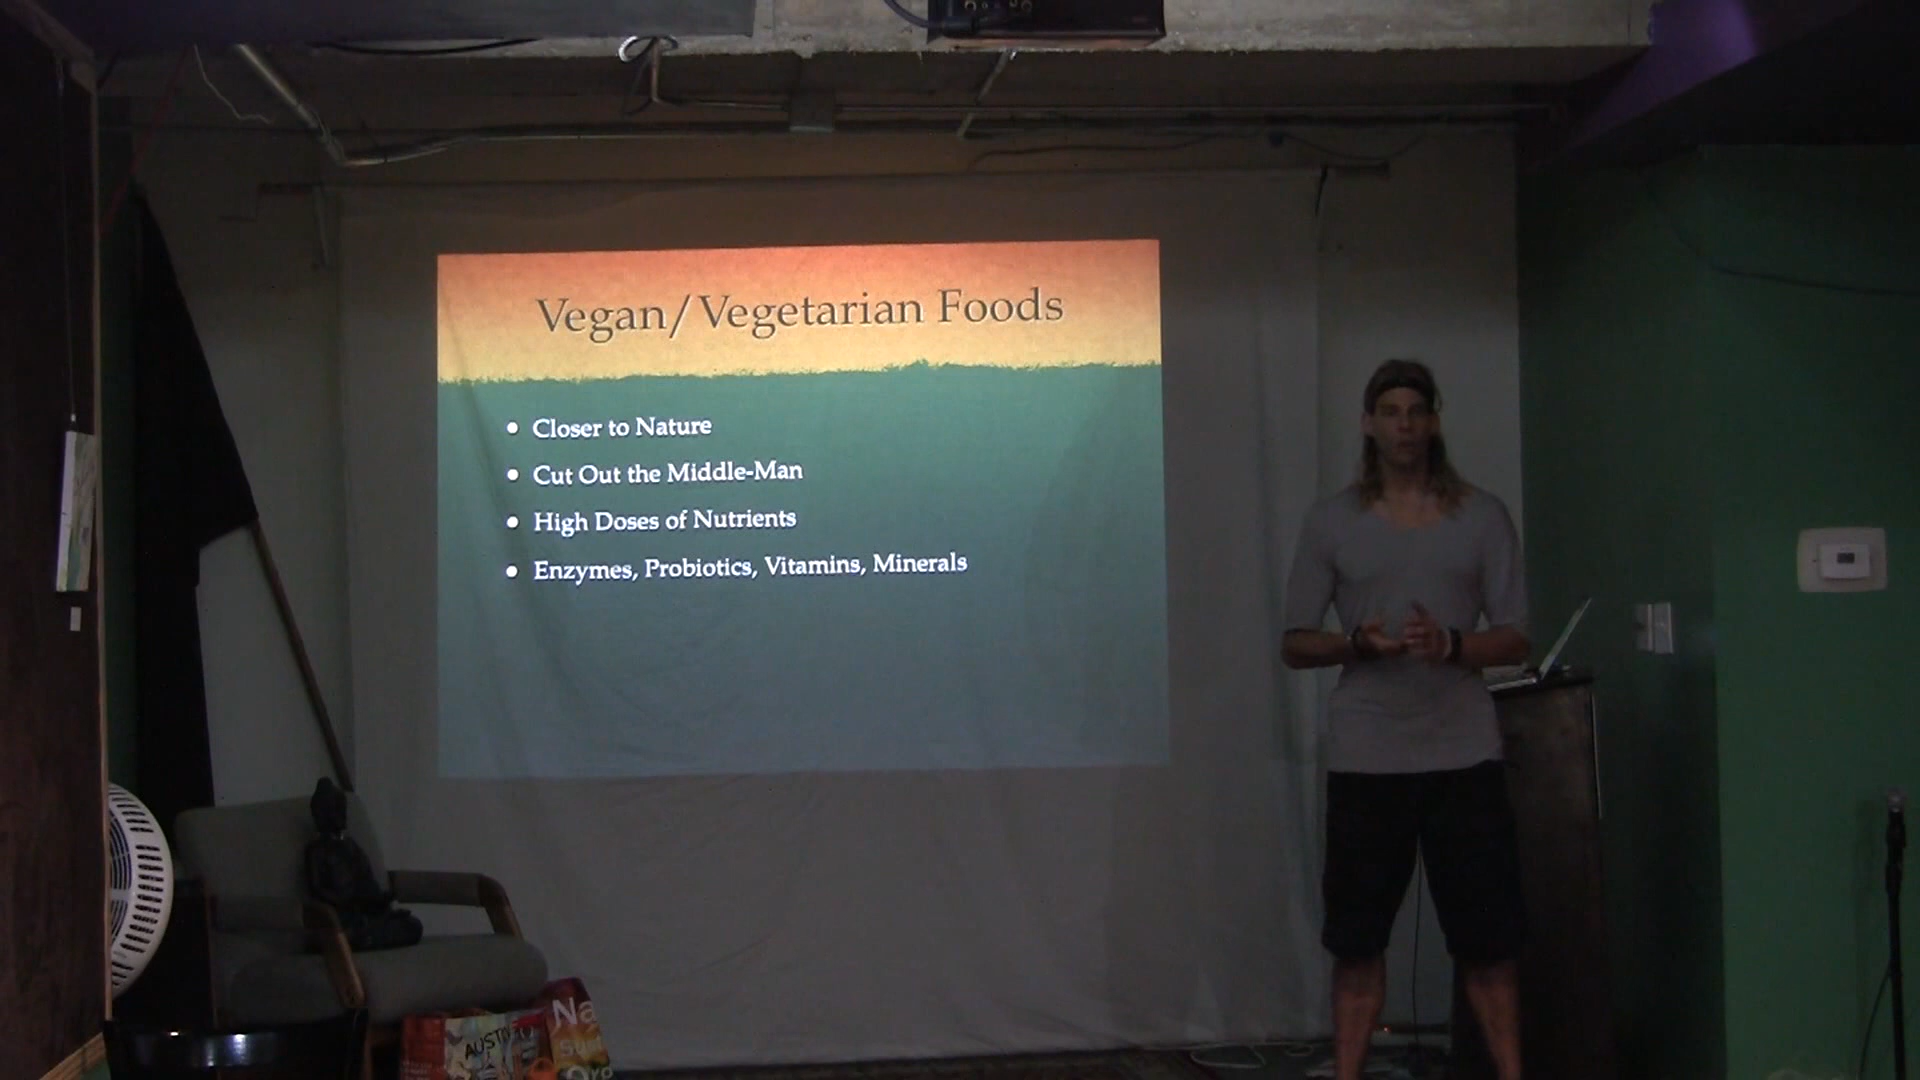 Vegan/Vegetarian Foods
Closer to Nature
Cut Out the Middle-Man
High Doses of Nutrients
Enzymes, Probiotics, Vitamins, Minerals
Na